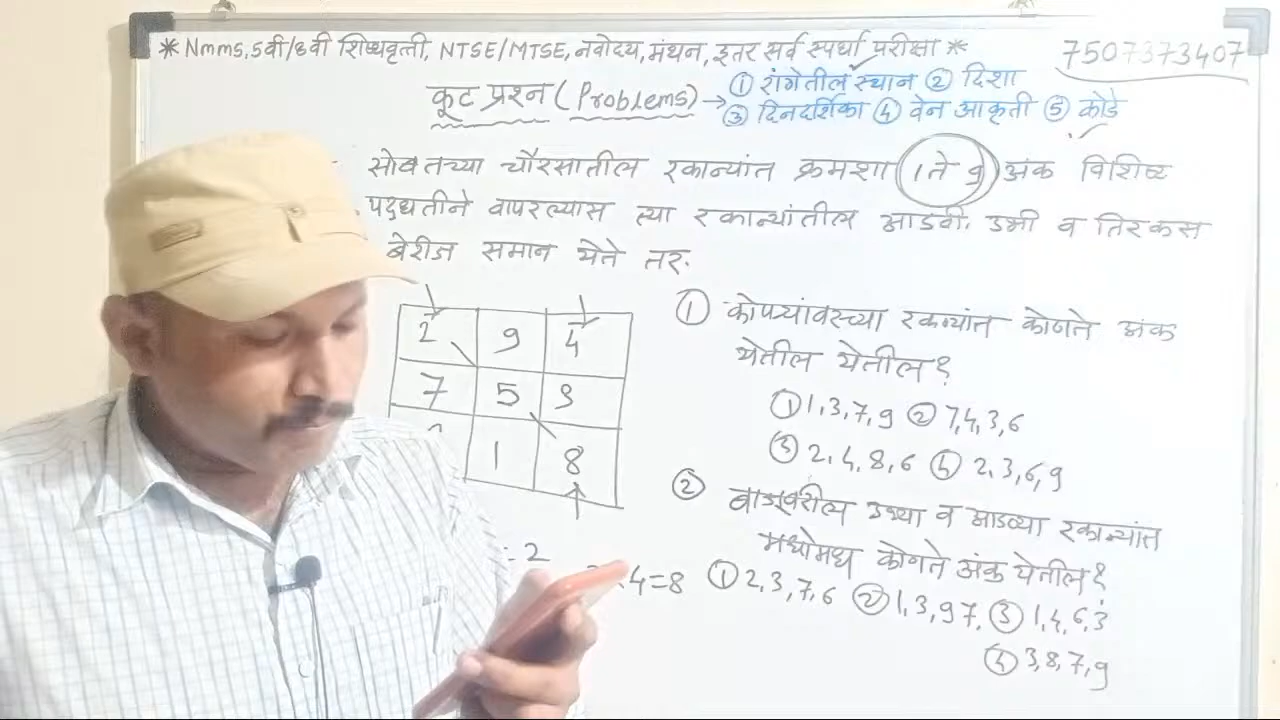 * Nmms, 5वी/8वी शिष्यवृत्ती, NTSE/MTSE, नवोदय, मंथन, इतर सर्व स्पर्धा परीक्षा *
7507373407
कूट प्रश्न (Problems) → ① रांगेतील स्थान ② दिशा
③ दिनदर्शिका ④ वेन आकृती ⑤ कोडे
सोबतच्या चौरसातील रकान्यांत क्रमशा १ ते ९ अंक विशिष्ट
पध्दतीने वापरल्यास त्या रकान्यांतील आडवी, उभी व तिरकस
बेरीज समान येते तर.
2 9 4
7 5 3
1 8
= 2
4=8
① कोपऱ्यांवरच्या रकान्यांत कोणते अंक
येतील येतील?
① 1,3,7,9 ② 7,4,3,6
③ 2,4,8,6 ④ 2,3,6,9
② बाजूवरील उभ्या व आडव्या रकान्यांत
मधोमध कोणते अंक येतील?
① 2,3,7,6 ② 1,3,9,7, ③ 1,4,6,3
④ 3,8,7,9